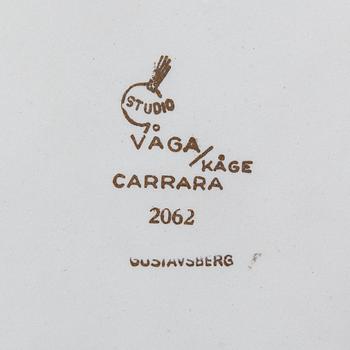 STUDIO
VÅGA/KÅGE
CARRARA
2062
GUSTAVSBERG